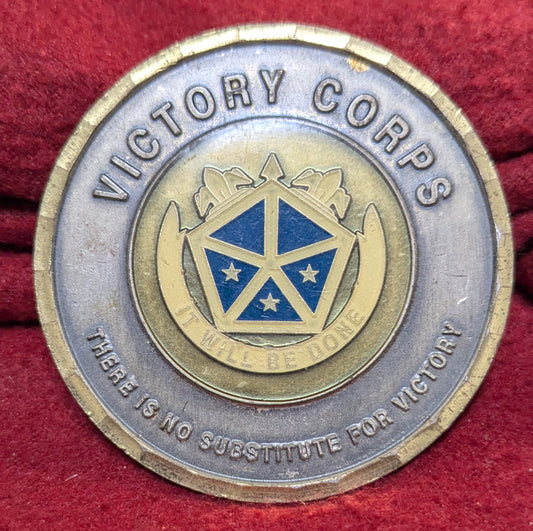 VICTORY CORPS
IT WILL BE DONE
THERE IS NO SUBSTITUTE FOR VICTORY